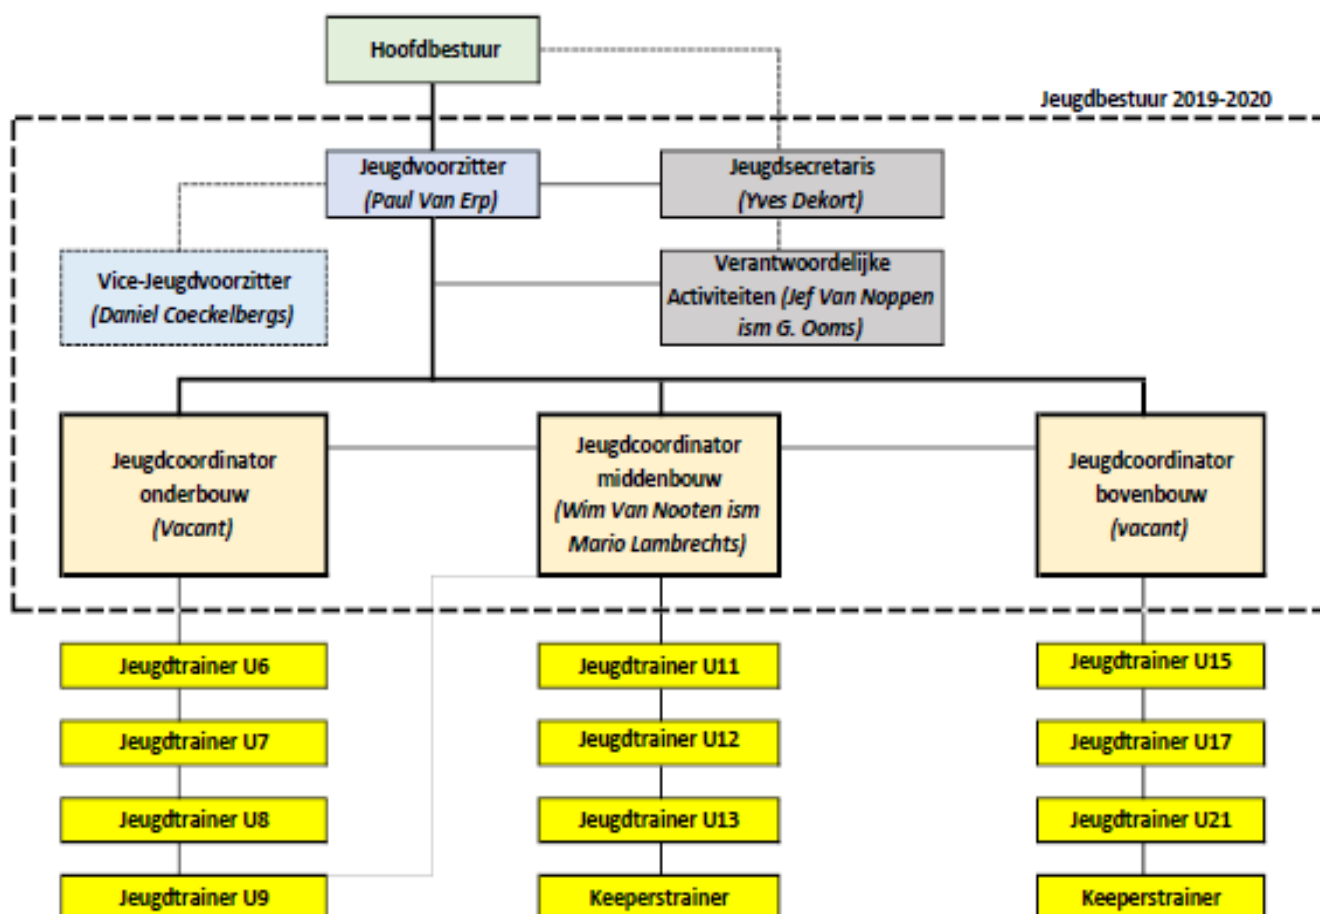 Hoofdbestuur
Jeugdbestuur 2019-2020
Jeugdvoorzitter
(Paul Van Erp)
Jeugdsecretaris
(Yves Dekort)
Vice-Jeugdvoorzitter
(Daniel Coeckelbergs)
Verantwoordelijke
Activiteiten (Jef Van Noppen
ism G. Ooms)
Jeugdcoordinator
onderbouw
(Vacant)
Jeugdcoordinator
middenbouw
(Wim Van Nooten ism
Mario Lambrechts)
Jeugdcoordinator
bovenbouw
(vacant)
Jeugdtrainer U6
Jeugdtrainer U11
Jeugdtrainer U15
Jeugdtrainer U7
Jeugdtrainer U12
Jeugdtrainer U17
Jeugdtrainer U8
Jeugdtrainer U13
Jeugdtrainer U21
Jeugdtrainer U9
Keeperstrainer
Keeperstrainer